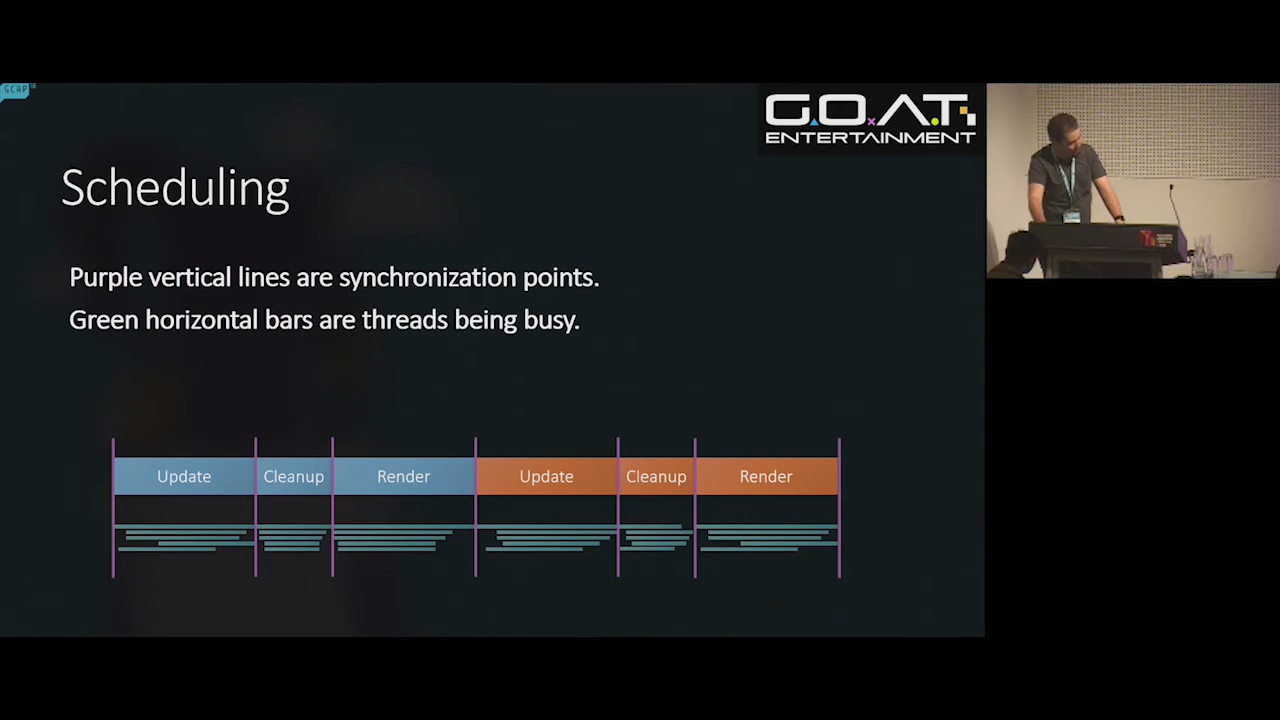 GCAP
G.O.A.T.
ENTERTAINMENT
Scheduling
Purple vertical lines are synchronization points.
Green horizontal bars are threads being busy.
Update Cleanup Render Update Cleanup Render